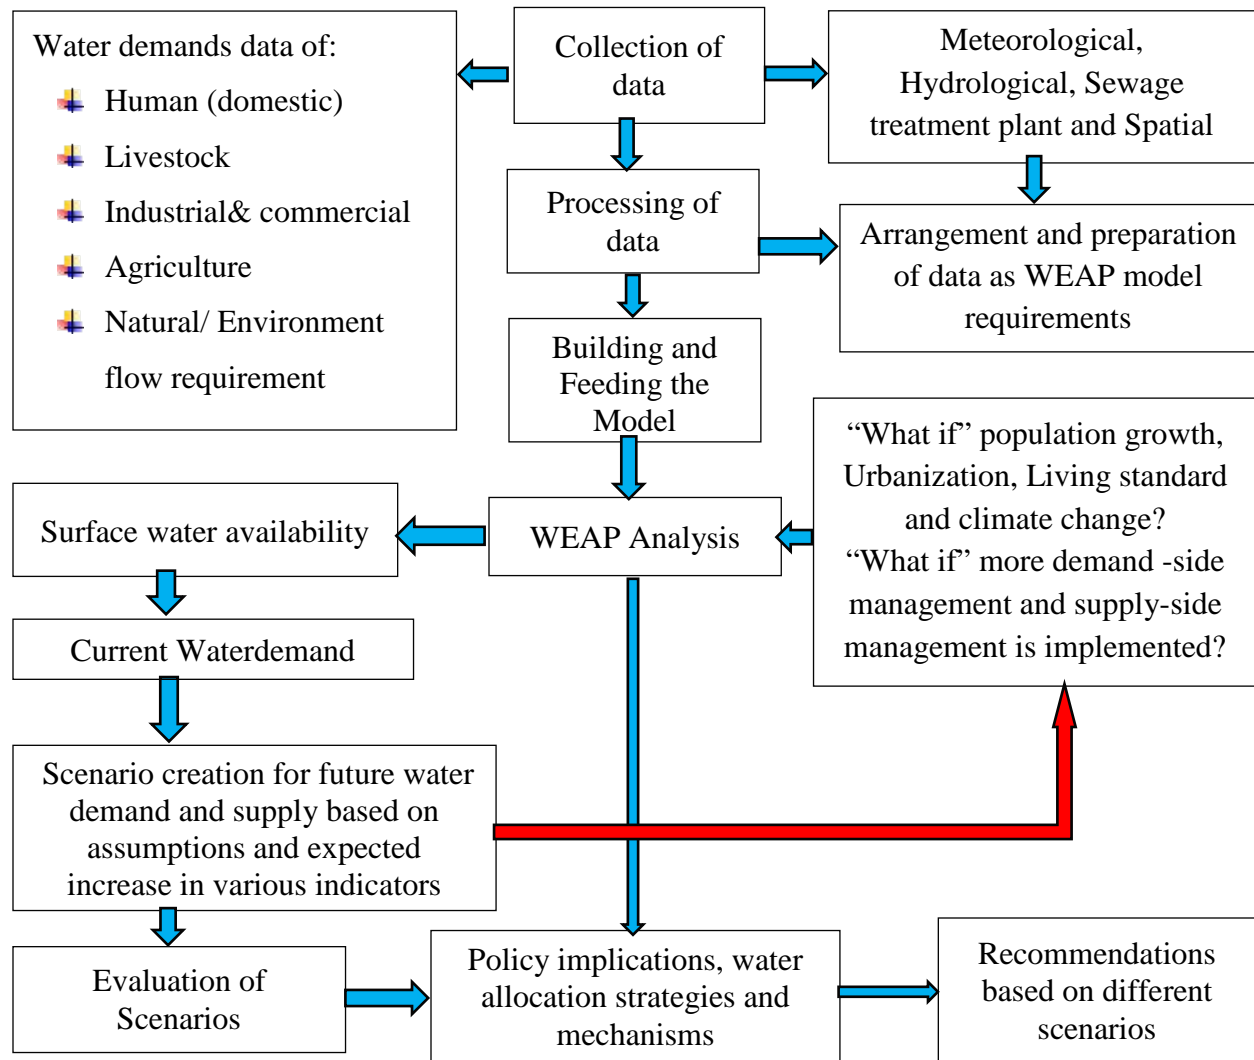 Water demands data of:
Human (domestic)
Livestock
Industrial& commercial
Agriculture
Natural/ Environment
flow requirement
Collection of
data
Meteorological,
Hydrological, Sewage
treatment plant and Spatial
Processing of
data
Arrangement and preparation
of data as WEAP model
requirements
Building and
Feeding the
Model
“What if” population growth,
Urbanization, Living standard
and climate change?
“What if” more demand -side
management and supply-side
management is implemented?
Surface water availability
WEAP Analysis
Current Waterdemand
Scenario creation for future water
demand and supply based on
assumptions and expected
increase in various indicators
Evaluation of
Scenarios
Policy implications, water
allocation strategies and
mechanisms
Recommendations
based on different
scenarios